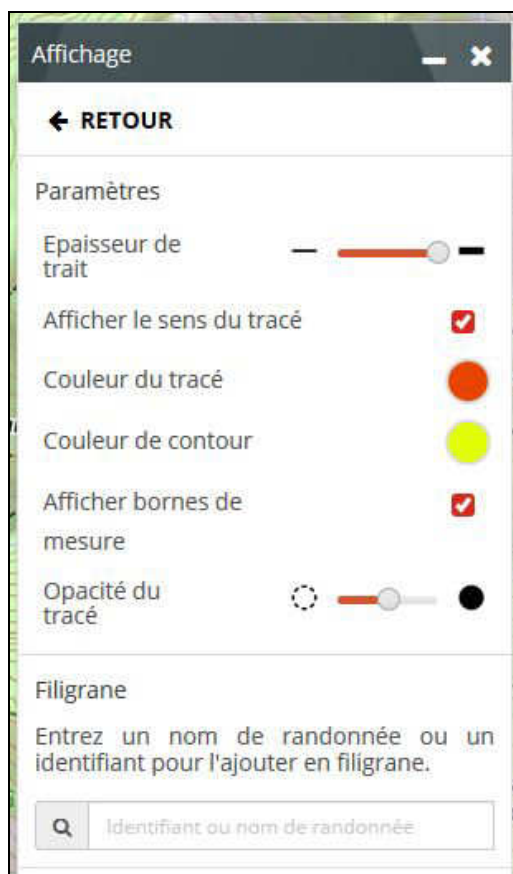 Affichage
RETOUR
Paramètres
Epaisseur de
trait
Afficher le sens du tracé
Couleur du tracé
Couleur de contour
Afficher bornes de
mesure
Opacité du
tracé
Filigrane
Entrez un nom de randonnée ou un
identifiant pour l'ajouter en filigrane.
Identifiant ou nom de randonnée